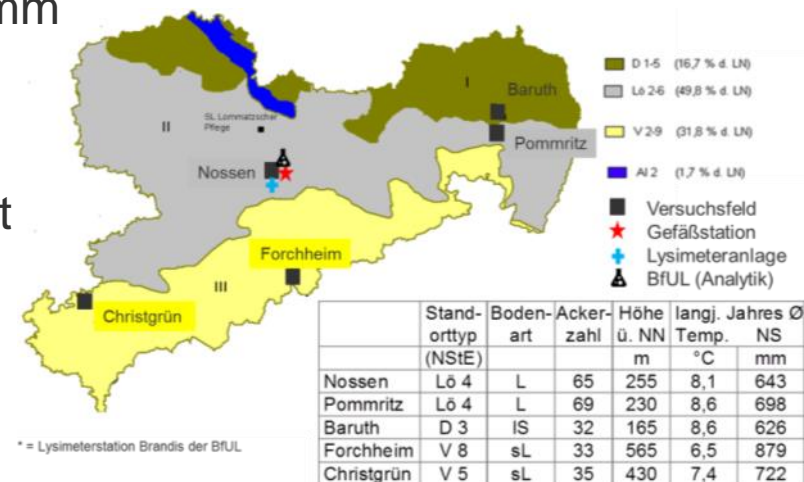 mm
t
I
Baruth
SL Lommatzscher
Pflege
II
Pommritz
Nossen
Forchheim
III
Christgrün
D 1-5 (16,7 % d. LN)
Lö 2-6 (49,8 % d. LN)
V 2-9 (31,8 % d. LN)
Al 2 (1,7 % d. LN)
Versuchsfeld
Gefäßstation
Lysimeteranlage
BfUL (Analytik)
Stand- Boden- Acker- Höhe langj. Jahres Ø
orttyp art zahl ü. NN Temp. NS
(NStE) m °C mm
Nossen Lö 4 L 65 255 8,1 643
Pommritz Lö 4 L 69 230 8,6 698
Baruth D 3 lS 32 165 8,6 626
Forchheim V 8 sL 33 565 6,5 879
Christgrün V 5 sL 35 430 7,4 722
* = Lysimeterstation Brandis der BfUL